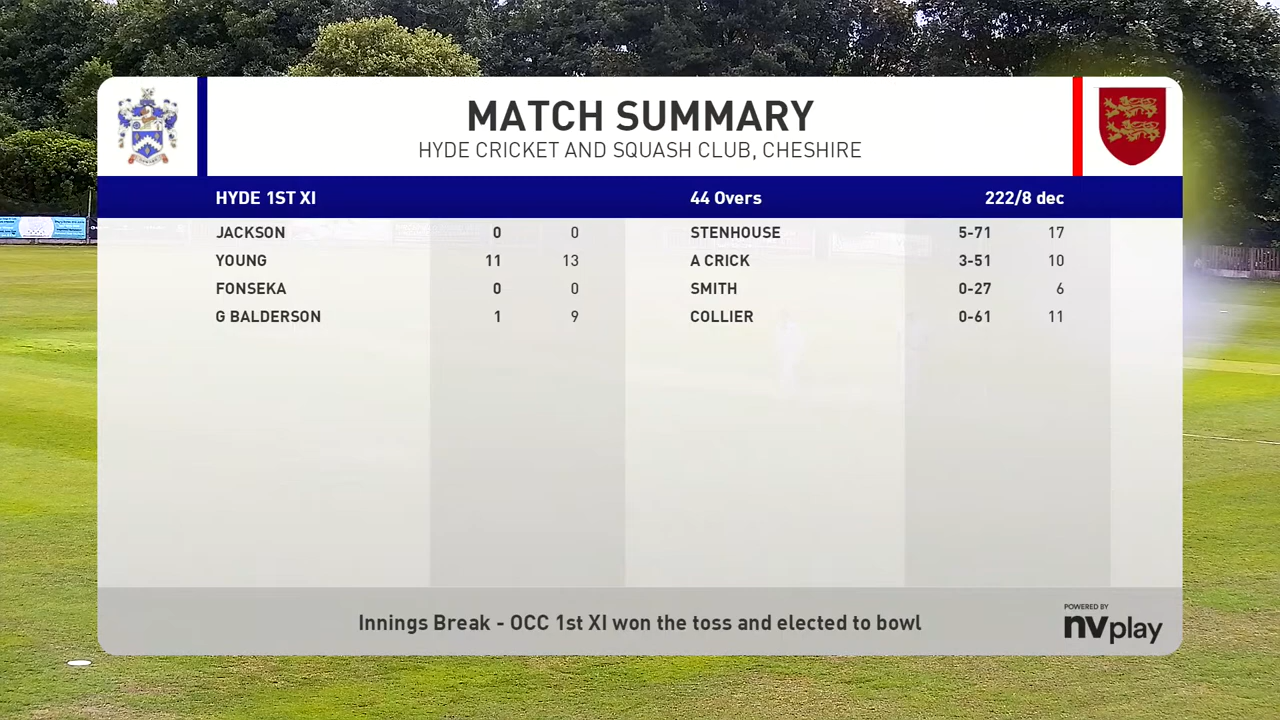 MATCH SUMMARY
HYDE CRICKET AND SQUASH CLUB, CHESHIRE
HYDE 1ST XI 44 Overs 222/8 dec
JACKSON 0 0 STENHOUSE 5-71 17
YOUNG 11 13 A CRICK 3-51 10
FONSEKA 0 0 SMITH 0-27 6
G BALDERSON 1 9 COLLIER 0-61 11
Innings Break - OCC 1st XI won the toss and elected to bowl
POWERED BY
nvplay